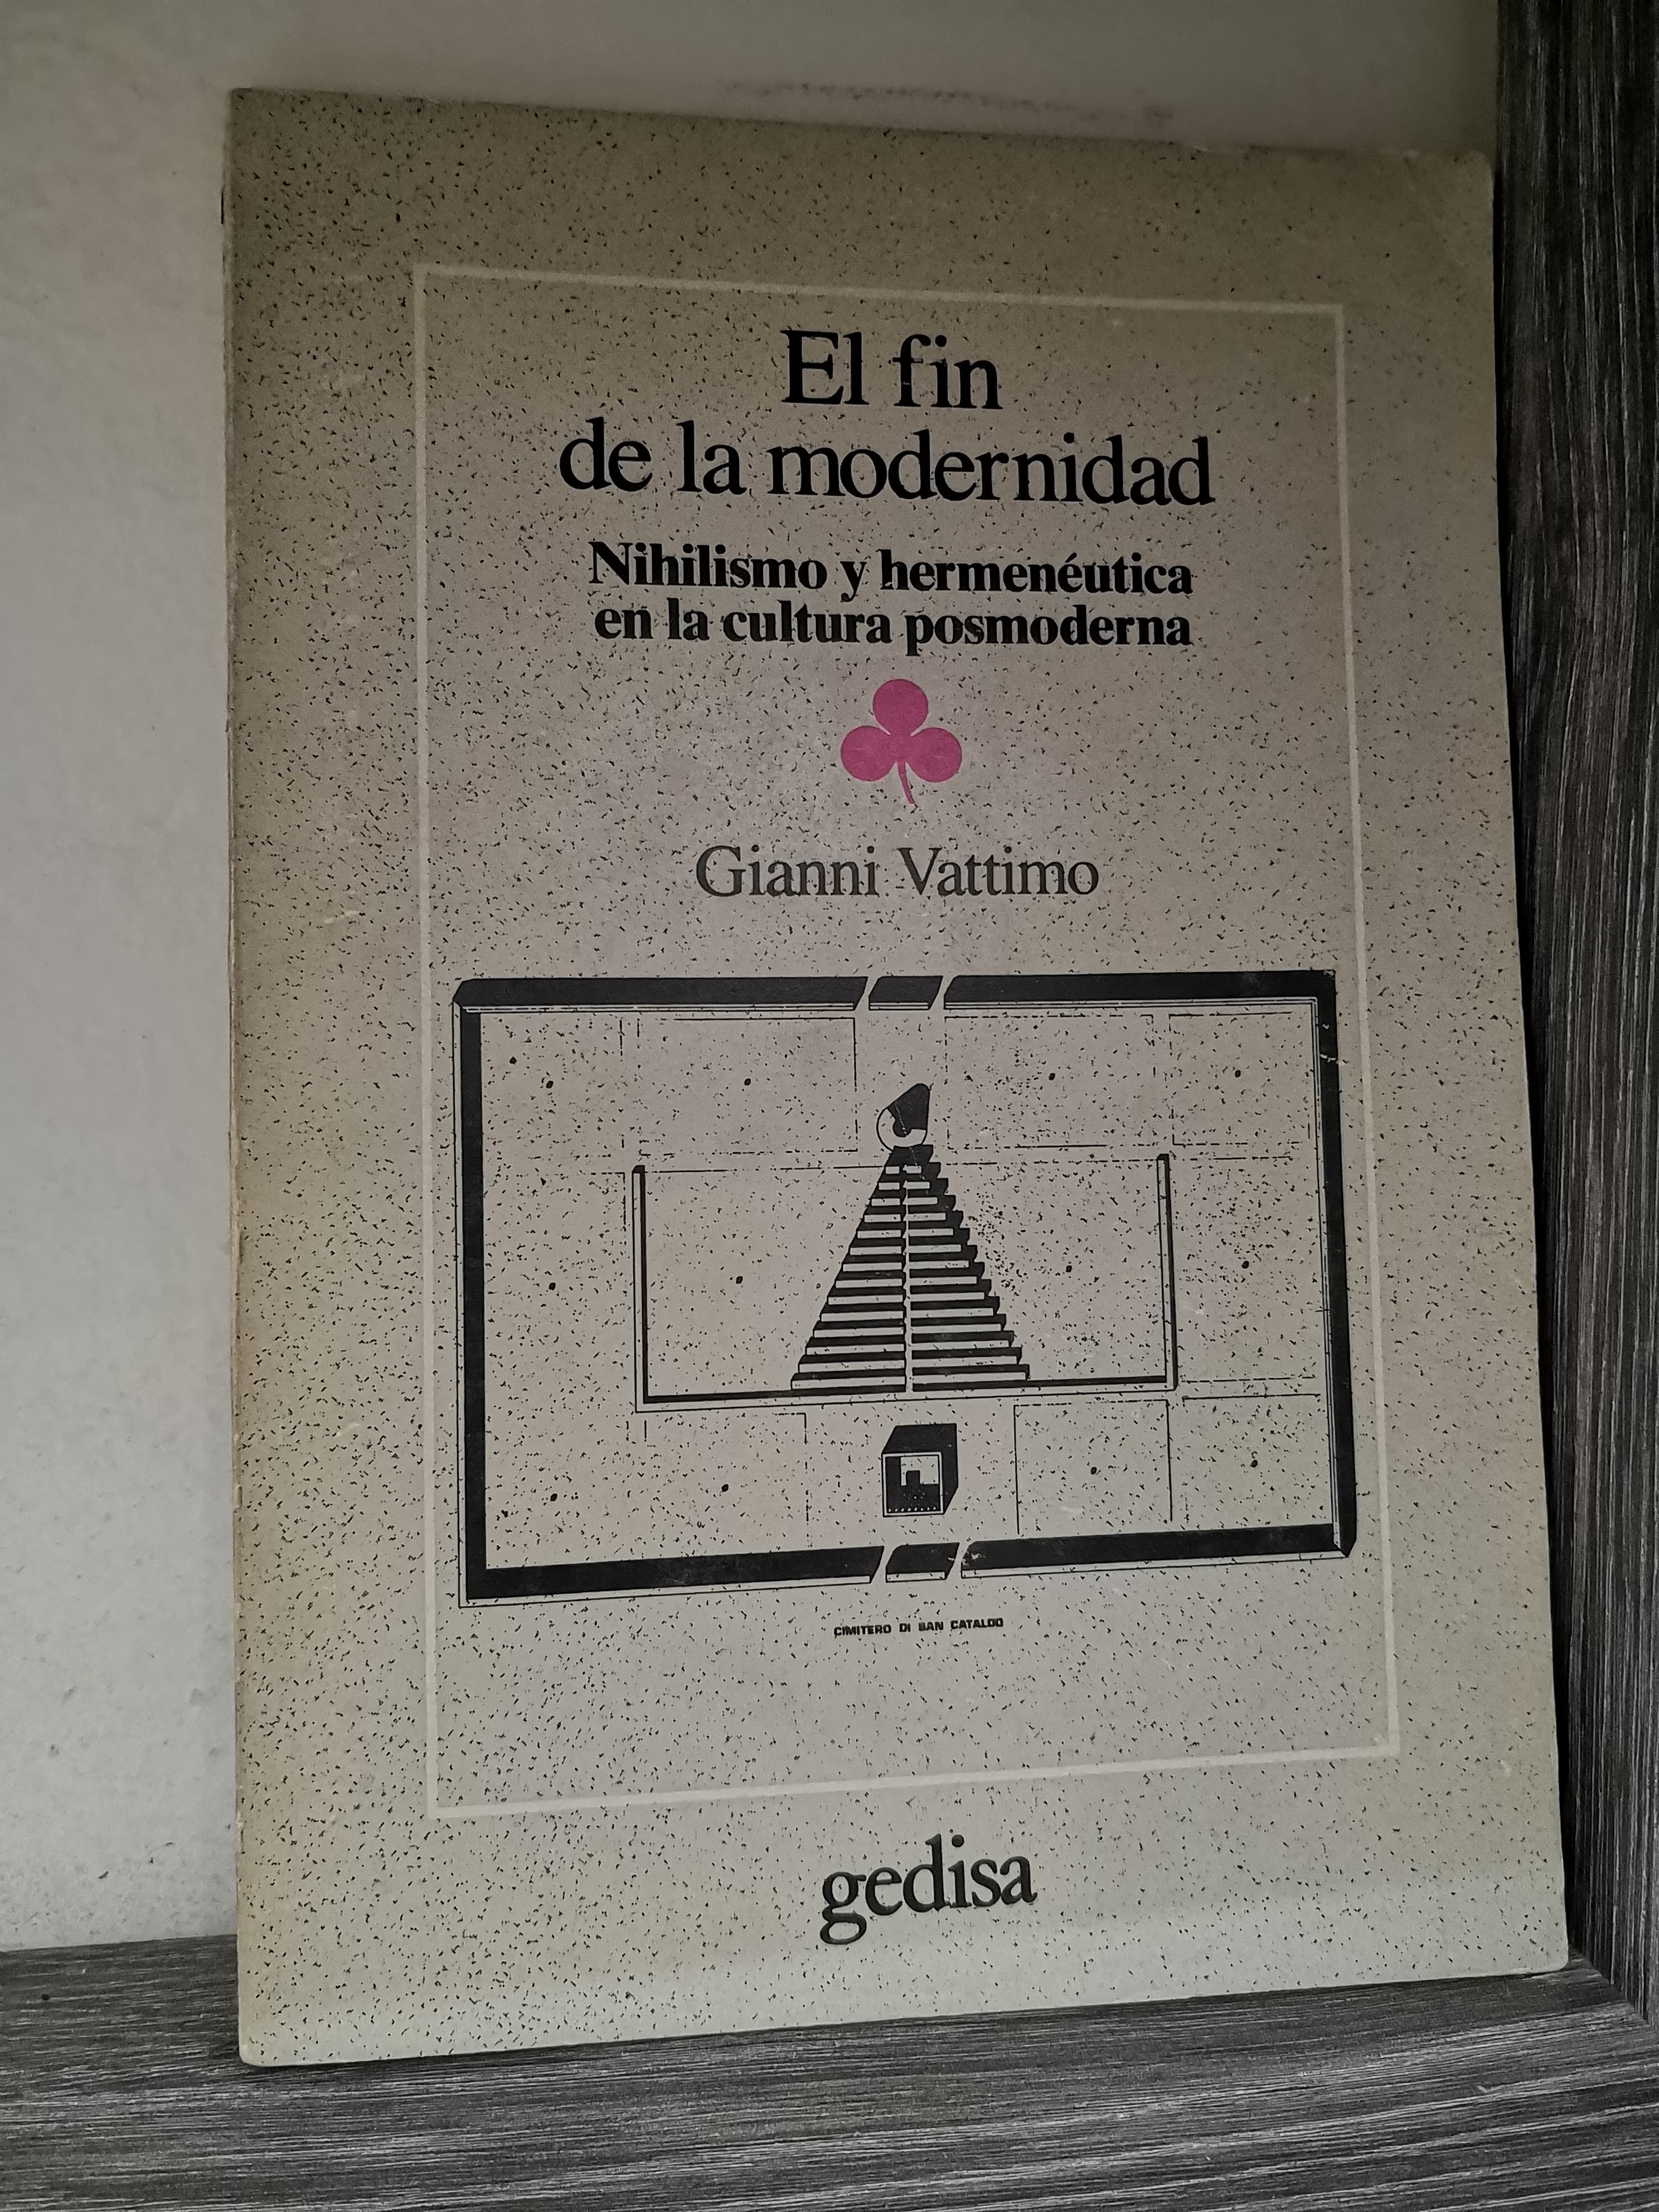 El fin
de la modernidad
Nihilismo y hermenéutica
en la cultura posmoderna
Gianni Vattimo
CIMITERO DI SAN CATALDO
gedisa